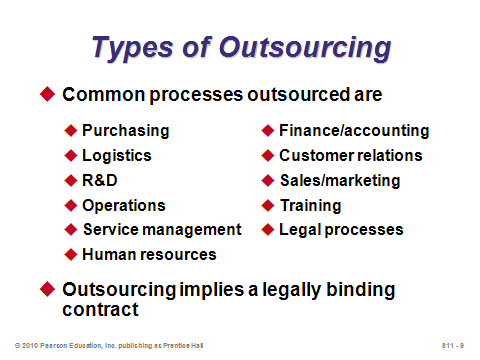 Types of Outsourcing
Common processes outsourced are
Purchasing
Logistics
R&D
Operations
Service management
Human resources
Finance/accounting
Customer relations
Sales/marketing
Training
Legal processes
Outsourcing implies a legally binding
contract
© 2010 Pearson Education, Inc. publishing as Prentice Hall
S11 - 9